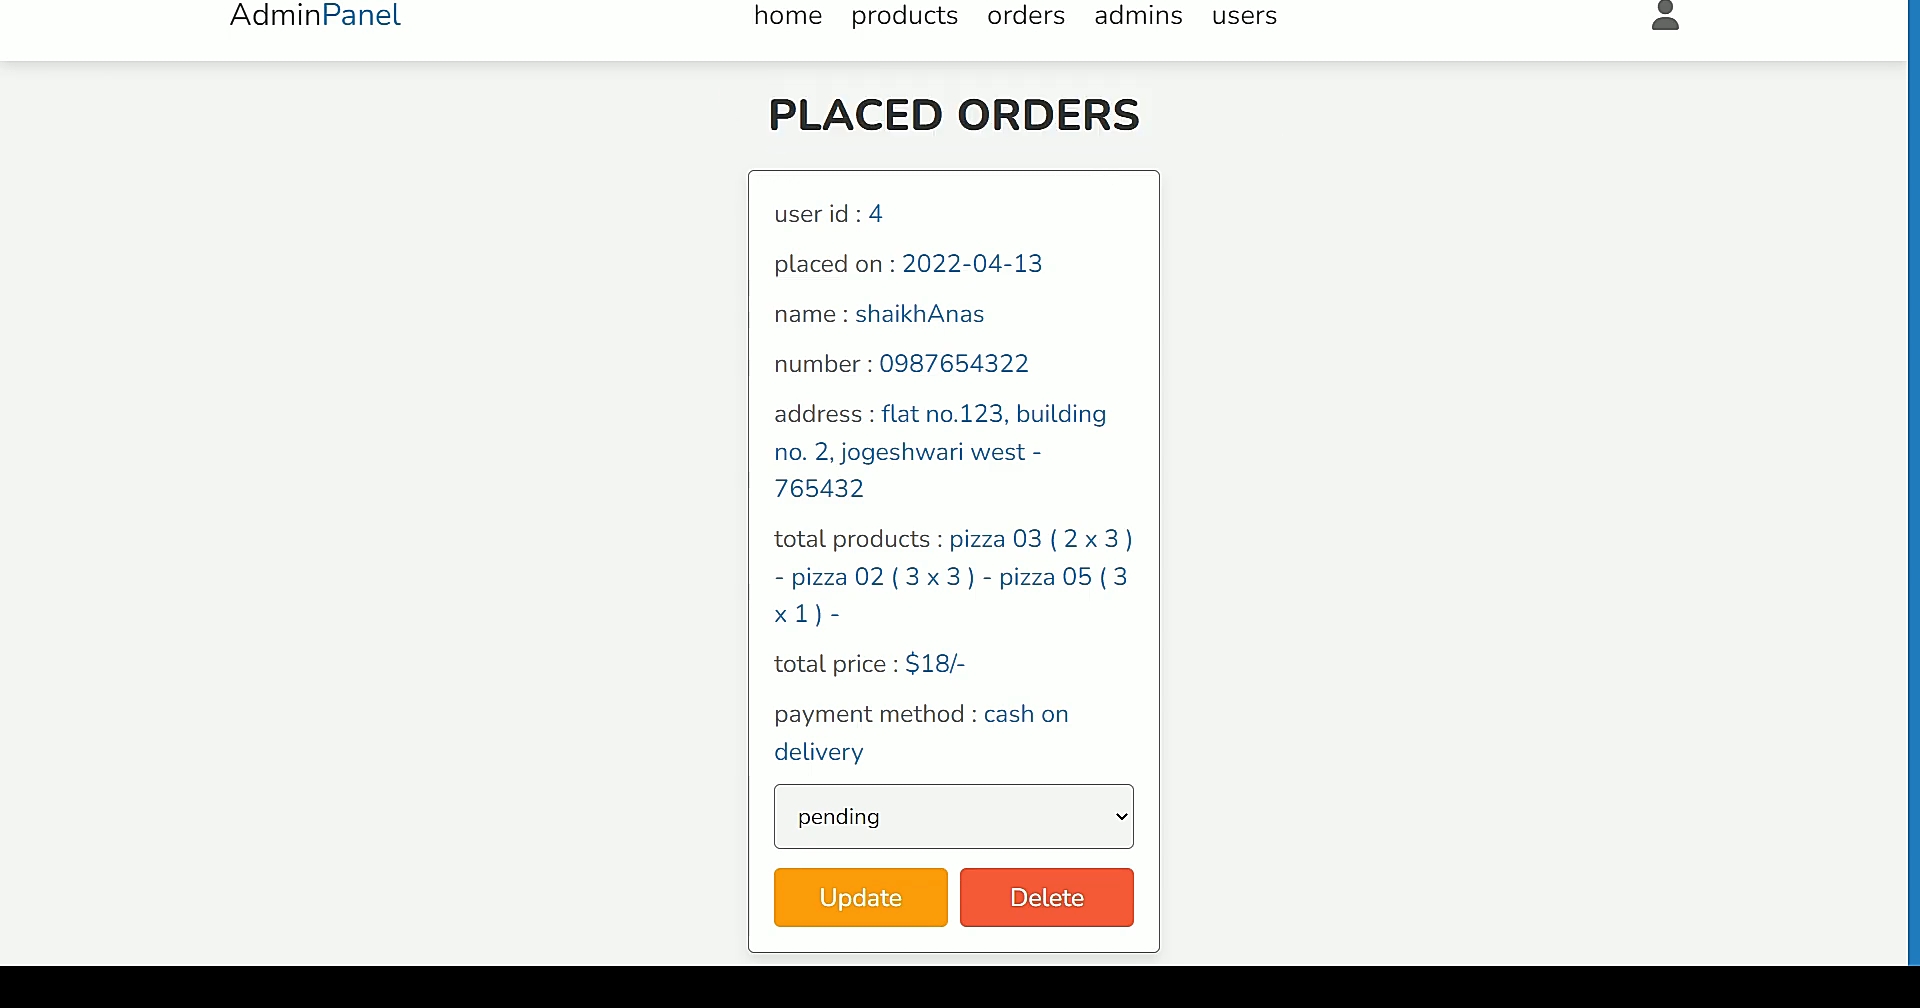 AdminPanel home products orders admins users
PLACED ORDERS
user id : 4
placed on : 2022-04-13
name : shaikhAnas
number : 0987654322
address : flat no.123, building
no. 2, jogeshwari west -
765432
total products : pizza 03 ( 2 x 3 )
- pizza 02 ( 3 x 3 ) - pizza 05 ( 3
x 1 ) -
total price : $18/-
payment method : cash on
delivery
pending
Update Delete